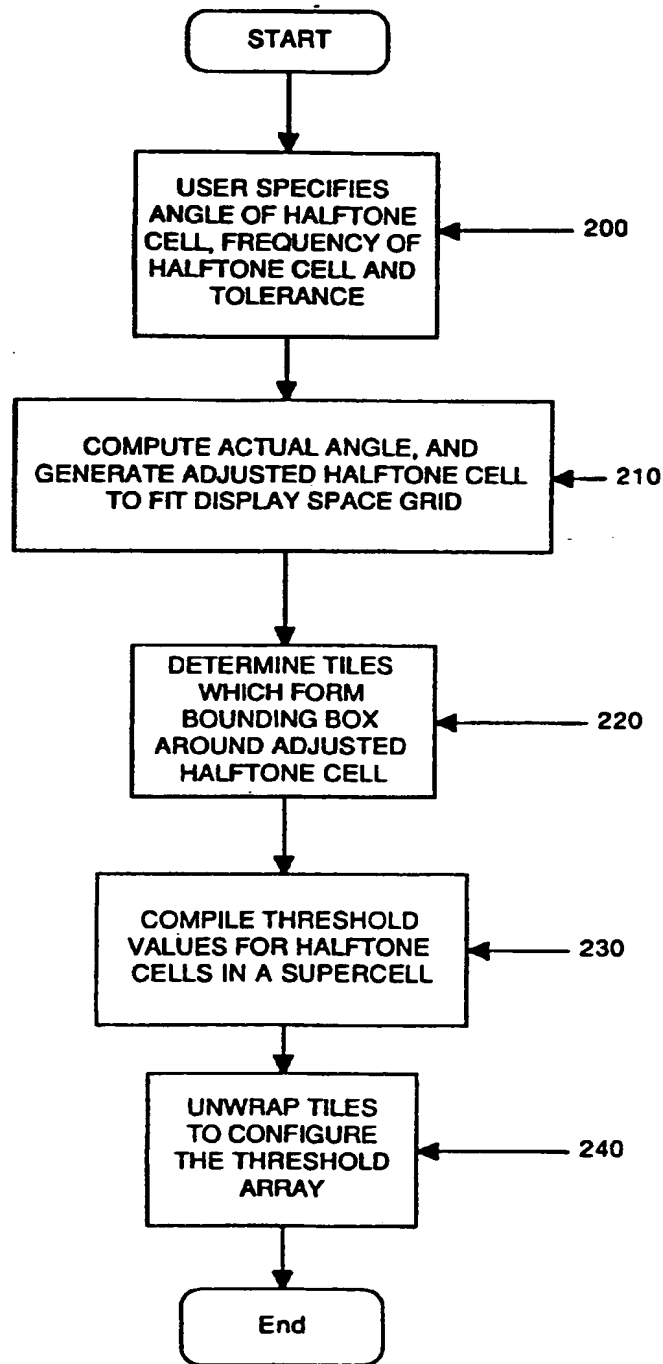 START
USER SPECIFIES
ANGLE OF HALFTONE
CELL, FREQUENCY OF
HALFTONE CELL AND
TOLERANCE
200
COMPUTE ACTUAL ANGLE, AND
GENERATE ADJUSTED HALFTONE CELL
TO FIT DISPLAY SPACE GRID
210
DETERMINE TILES
WHICH FORM
BOUNDING BOX
AROUND ADJUSTED
HALFTONE CELL
220
COMPILE THRESHOLD
VALUES FOR HALFTONE
CELLS IN A SUPERCELL
230
UNWRAP TILES
TO CONFIGURE
THE THRESHOLD
ARRAY
240
End